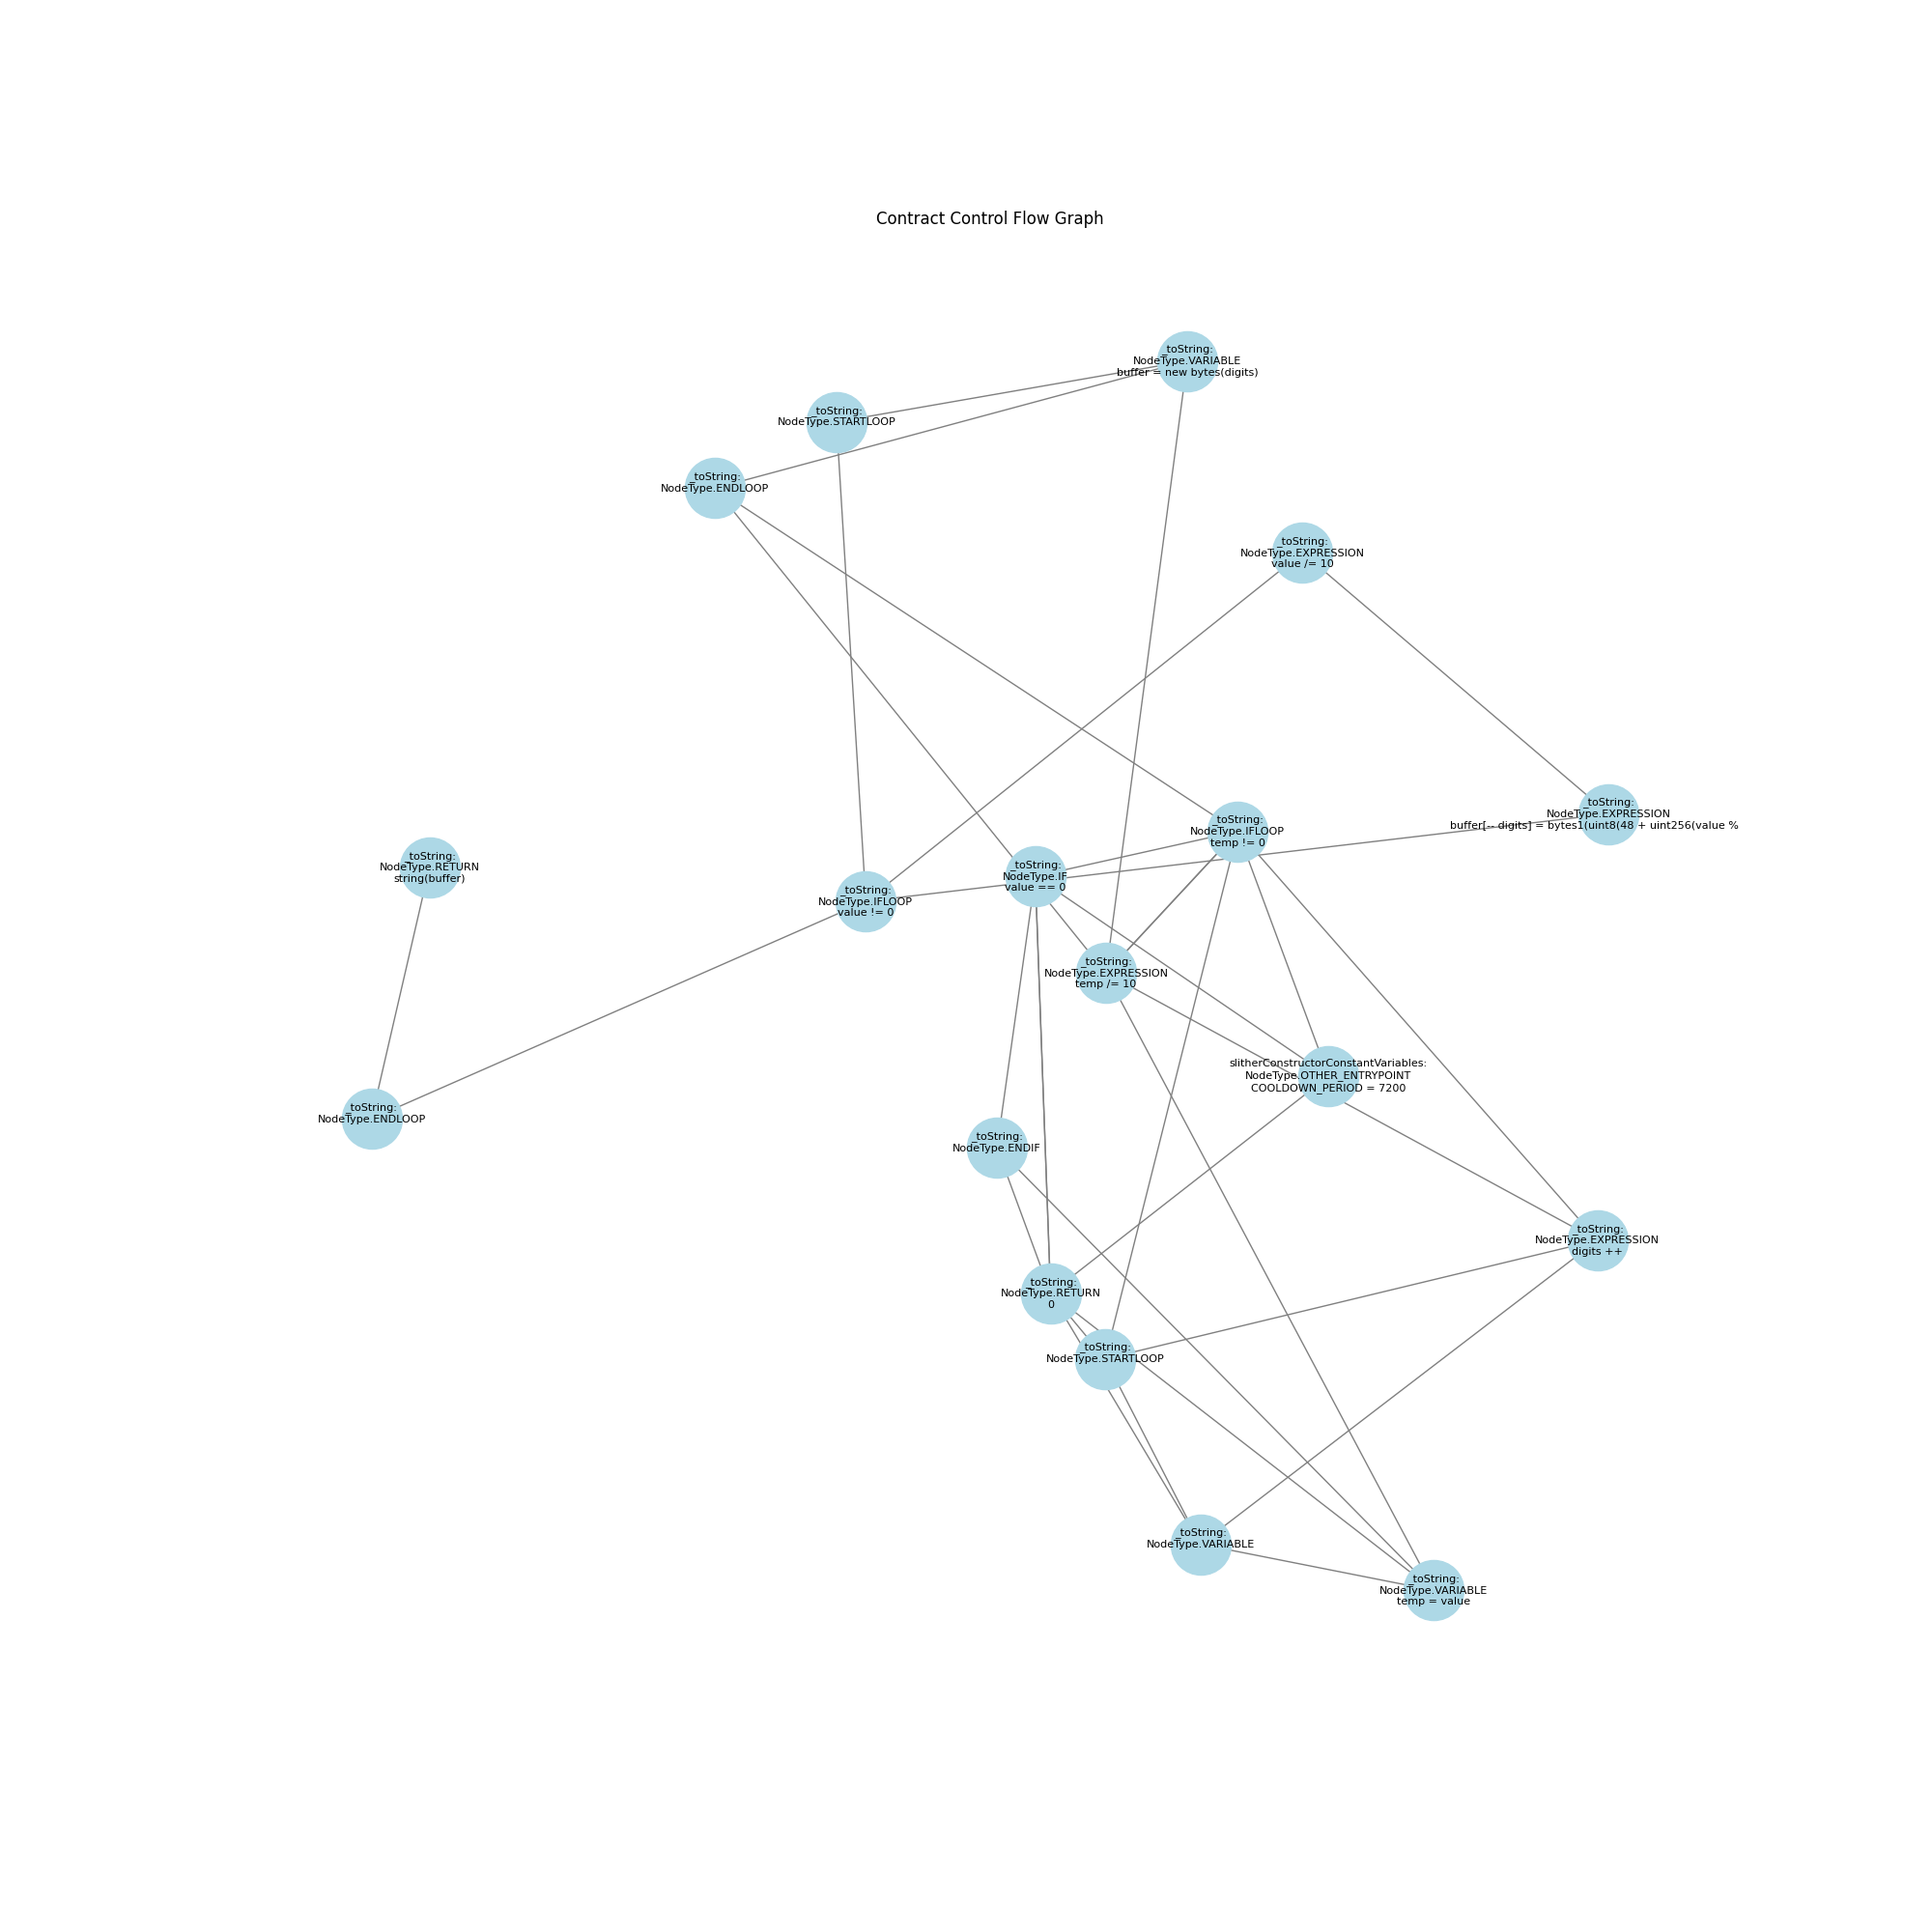 Contract Control Flow Graph
_toString:
NodeType.VARIABLE
buffer = new bytes(digits)
_toString:
NodeType.STARTLOOP
_toString:
NodeType.ENDLOOP
_toString:
NodeType.EXPRESSION
value /= 10
_toString:
NodeType.EXPRESSION
buffer[-- digits] = bytes1(uint8(48 + uint256(value %
_toString:
NodeType.IFLOOP
temp != 0
_toString:
NodeType.RETURN
string(buffer)
_toString:
NodeType.IF
value == 0
_toString:
NodeType.IFLOOP
value != 0
_toString:
NodeType.EXPRESSION
temp /= 10
slitherConstructorConstantVariables:
NodeType.OTHER_ENTRYPOINT
COOLDOWN_PERIOD = 7200
_toString:
NodeType.ENDLOOP
_toString:
NodeType.ENDIF
_toString:
NodeType.EXPRESSION
digits ++
_toString:
NodeType.RETURN
0
_toString:
NodeType.STARTLOOP
_toString:
NodeType.VARIABLE
_toString:
NodeType.VARIABLE
temp = value